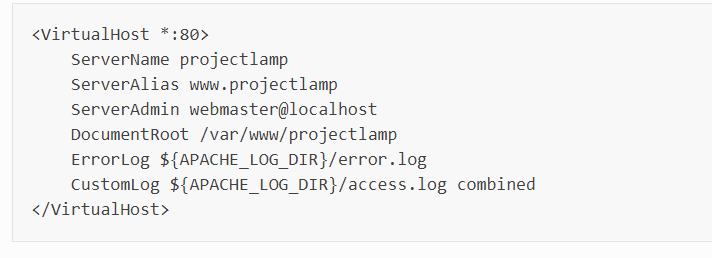 <VirtualHost *:80>
    ServerName projectlamp
    ServerAlias www.projectlamp
    ServerAdmin webmaster@localhost
    DocumentRoot /var/www/projectlamp
    ErrorLog ${APACHE_LOG_DIR}/error.log
    CustomLog ${APACHE_LOG_DIR}/access.log combined
</VirtualHost>